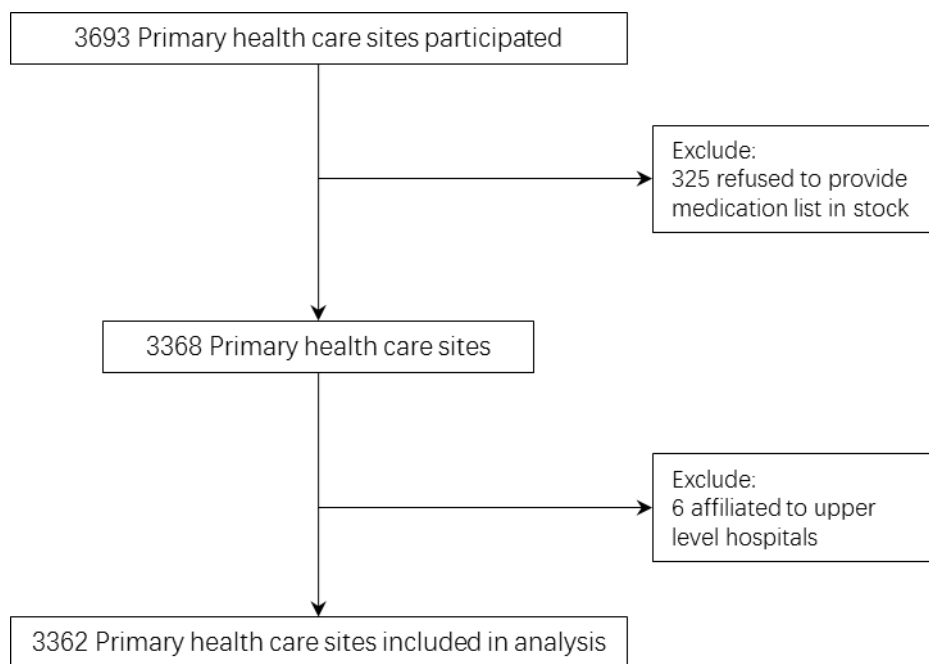 3693 Primary health care sites participated
Exclude:
325 refused to provide
medication list in stock
3368 Primary health care sites
Exclude:
6 affiliated to upper
level hospitals
3362 Primary health care sites included in analysis